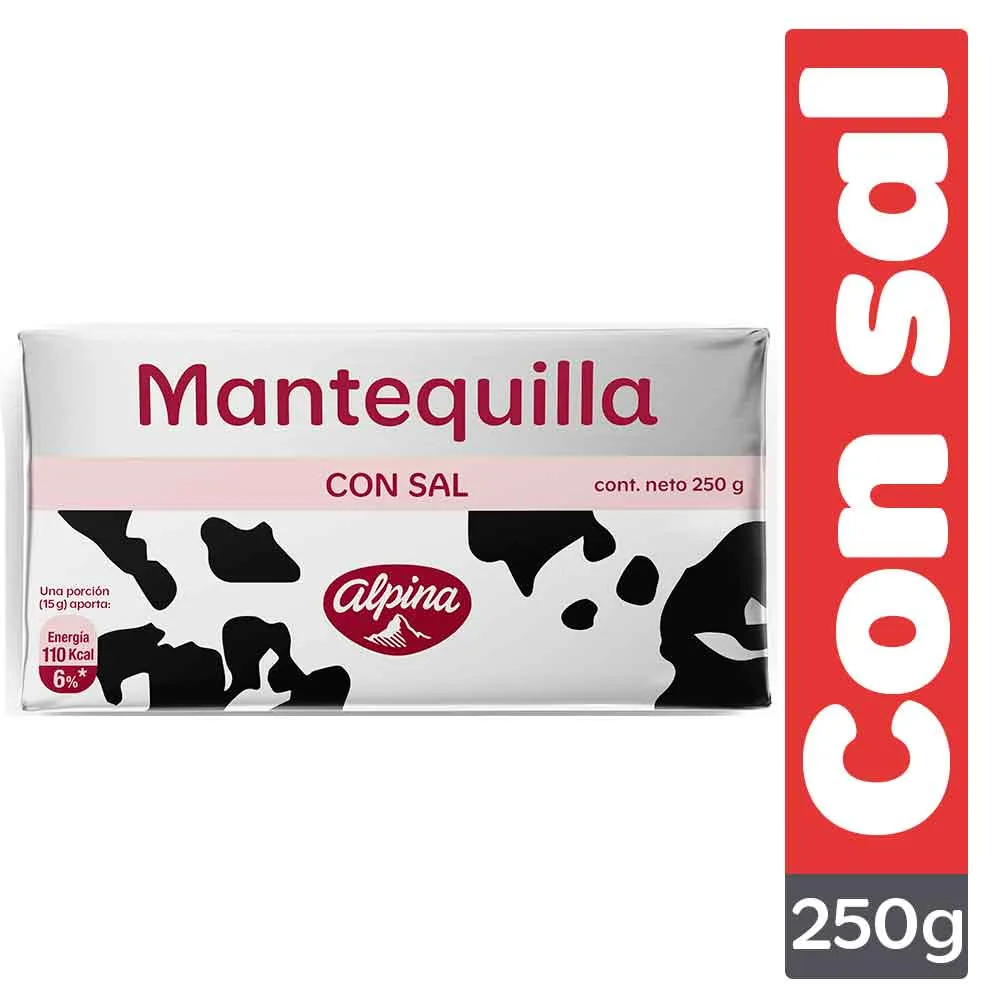 Mantequilla
CON SAL
cont. neto 250 g
Una porción
(15 g) aporta:
Energía
110 Kcal
6%*
alpina
Con sal
250g